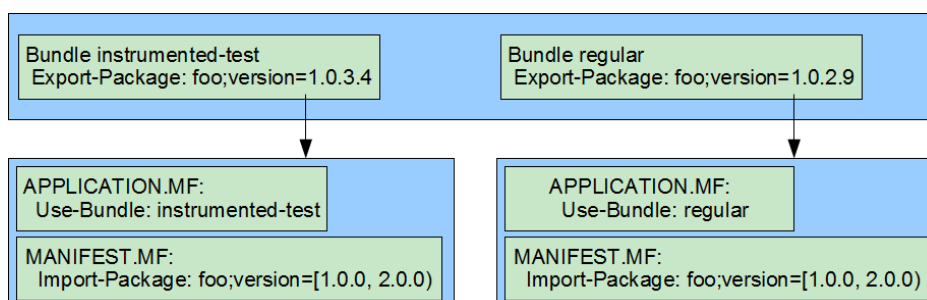 Bundle instrumented-test
Export-Package: foo;version=1.0.3.4
Bundle regular
Export-Package: foo;version=1.0.2.9
APPLICATION.MF:
Use-Bundle: instrumented-test
MANIFEST.MF:
Import-Package: foo;version=[1.0.0, 2.0.0)
APPLICATION.MF:
Use-Bundle: regular
MANIFEST.MF:
Import-Package: foo;version=[1.0.0, 2.0.0)